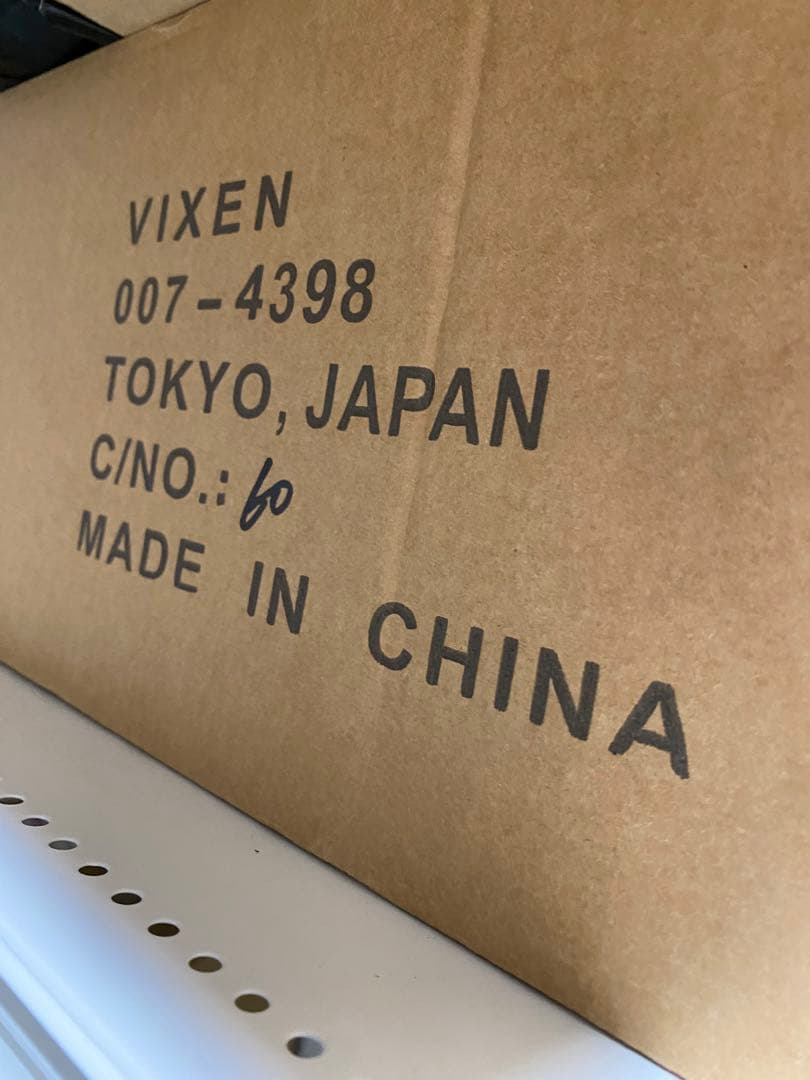 VIXEN
007-4398
TOKYO, JAPAN
C/NO.: 60
MADE IN CHINA